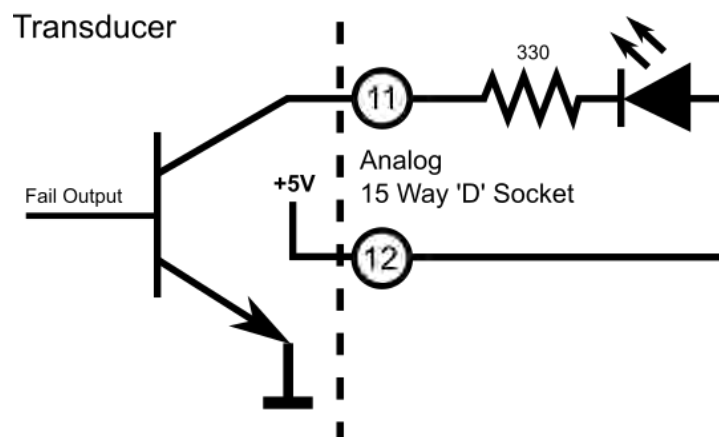 Transducer
330
11
Analog
15 Way 'D' Socket
+5V
Fail Output
12